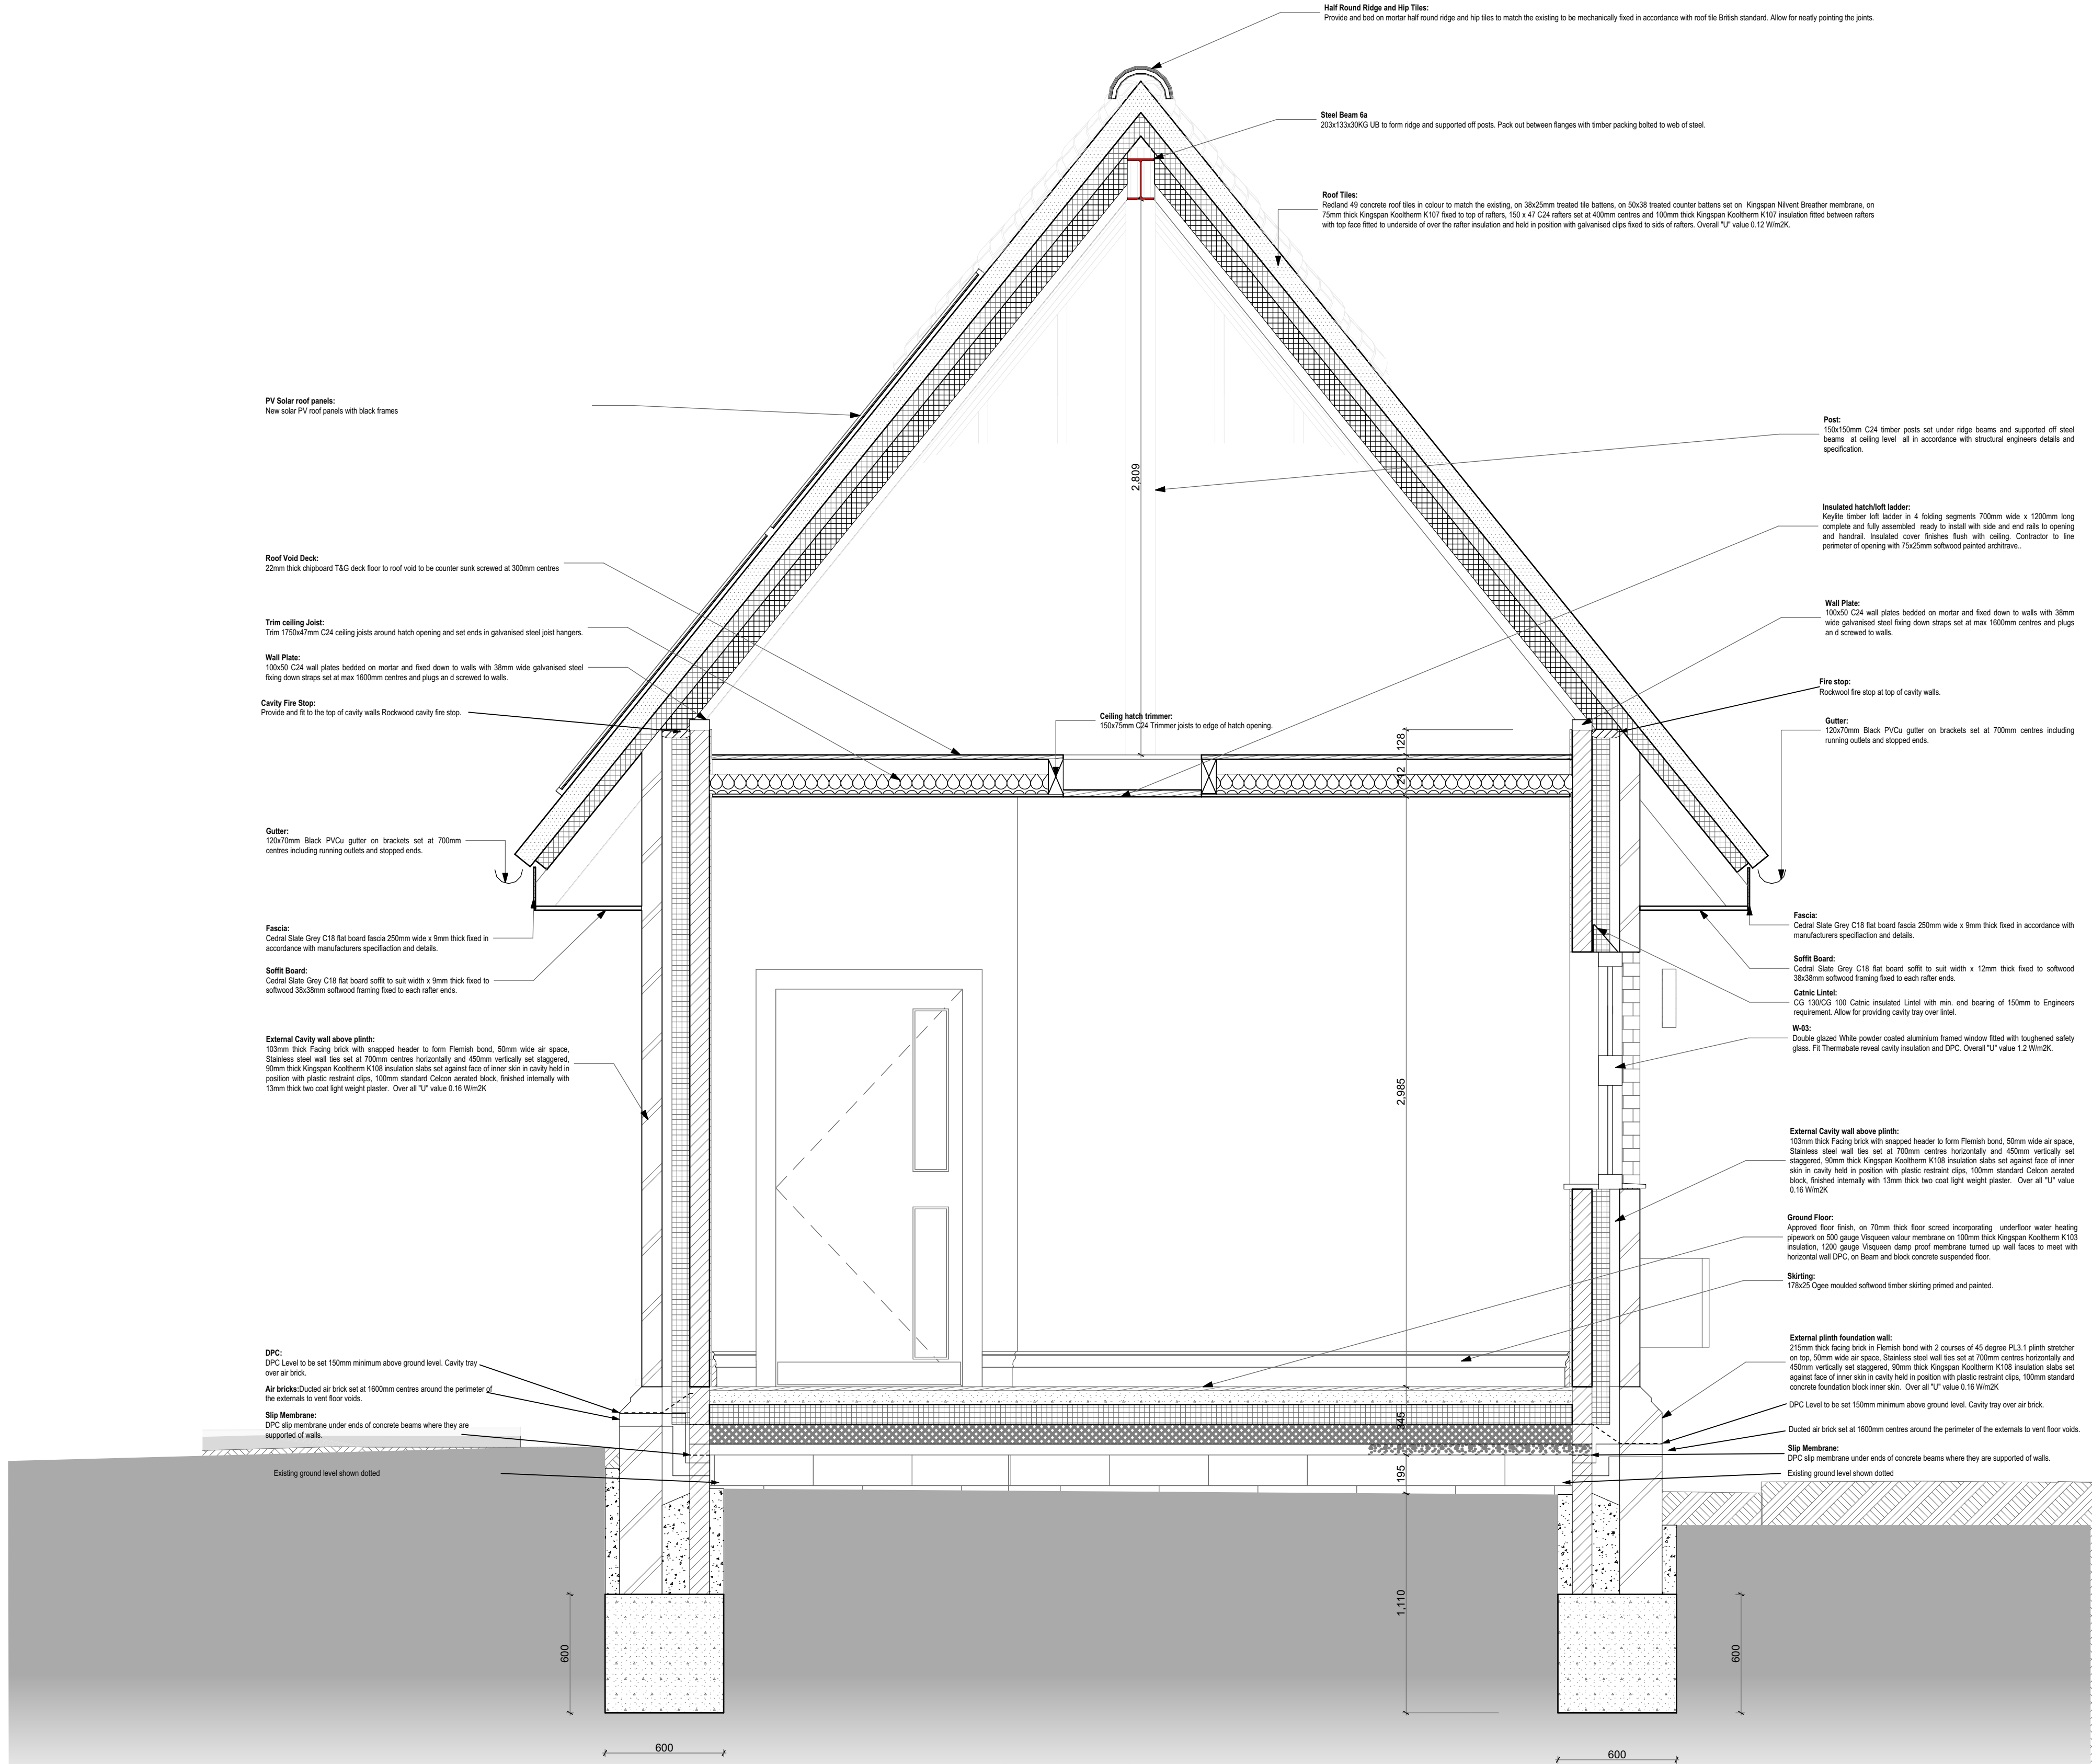 Half Round Ridge and Hip Tiles:
Provide and bed on mortar half round ridge and hip tiles to match the existing to be mechanically fixed in accordance with roof tile British standard. Allow for neatly pointing the joints.
Steel Beam 6a
203x133x30KG UB to form ridge and supported off posts. Pack out between flanges with timber packing bolted to web of steel.
Roof Tiles:
Redland 49 concrete roof tiles in colour to match the existing, on 38x25mm treated tile battens, on 50x38 treated counter battens set on Kingspan Nilvent Breather membrane, on
75mm thick Kingspan Kooltherm K107 fixed to top of rafters, 150 x 47 C24 rafters set at 400mm centres and 100mm thick Kingspan Kooltherm K107 insulation fitted between rafters
with top face fitted to underside of over the rafter insulation and held in position with galvanised clips fixed to sids of rafters. Overall "U" value 0.12 W/m2K.
PV Solar roof panels:
New solar PV roof panels with black frames
Roof Void Deck:
22mm thick chipboard T&G deck floor to roof void to be counter sunk screwed at 300mm centres
Trim ceiling Joist:
Trim 1750x47mm C24 ceiling joists around hatch opening and set ends in galvanised steel joist hangers.
Wall Plate:
100x50 C24 wall plates bedded on mortar and fixed down to walls with 38mm wide galvanised steel
fixing down straps set at max 1600mm centres and plugs an d screwed to walls.
Cavity Fire Stop:
Provide and fit to the top of cavity walls Rockwood cavity fire stop.
Gutter:
120x70mm Black PVCu gutter on brackets set at 700mm
centres including running outlets and stopped ends.
Fascia:
Cedral Slate Grey C18 flat board fascia 250mm wide x 9mm thick fixed in
accordance with manufacturers specifiaction and details.
Soffit Board:
Cedral Slate Grey C18 flat board soffit to suit width x 9mm thick fixed to
softwood 38x38mm softwood framing fixed to each rafter ends.
External Cavity wall above plinth:
103mm thick Facing brick with snapped header to form Flemish bond, 50mm wide air space,
Stainless steel wall ties set at 700mm centres horizontally and 450mm vertically set staggered,
90mm thick Kingspan Kooltherm K108 insulation slabs set against face of inner skin in cavity held in
position with plastic restraint clips, 100mm standard Celcon aerated block, finished internally with
13mm thick two coat light weight plaster. Over all "U" value 0.16 W/m2K
DPC:
DPC Level to be set 150mm minimum above ground level. Cavity tray
over air brick.
Air bricks:Ducted air brick set at 1600mm centres around the perimeter of
the externals to vent floor voids.
Slip Membrane:
DPC slip membrane under ends of concrete beams where they are
supported of walls.
Existing ground level shown dotted
Ceiling hatch trimmer:
150x75mm C24 Trimmer joists to edge of hatch opening.
2,809
128
212
2,985
345
195
1,110
600
600
600
600
Post:
150x150mm C24 timber posts set under ridge beams and supported off steel
beams at ceiling level all in accordance with structural engineers details and
specification.
Insulated hatch/loft ladder:
Keylite timber loft ladder in 4 folding segments 700mm wide x 1200mm long
complete and fully assembled ready to install with side and end rails to opening
and handrail. Insulated cover finishes flush with ceiling. Contractor to line
perimeter of opening with 75x25mm softwood painted architrave..
Wall Plate:
100x50 C24 wall plates bedded on mortar and fixed down to walls with 38mm
wide galvanised steel fixing down straps set at max 1600mm centres and plugs
an d screwed to walls.
Fire stop:
Rockwool fire stop at top of cavity walls.
Gutter:
120x70mm Black PVCu gutter on brackets set at 700mm centres including
running outlets and stopped ends.
Fascia:
Cedral Slate Grey C18 flat board fascia 250mm wide x 9mm thick fixed in accordance with
manufacturers specifiaction and details.
Soffit Board:
Cedral Slate Grey C18 flat board soffit to suit width x 12mm thick fixed to softwood
38x38mm softwood framing fixed to each rafter ends.
Catnic Lintel:
CG 130/CG 100 Catnic insulated Lintel with min. end bearing of 150mm to Engineers
requirement. Allow for providing cavity tray over lintel.
W-03:
Double glazed White powder coated aluminium framed window fitted with toughened safety
glass. Fit Thermabate reveal cavity insulation and DPC. Overall "U" value 1.2 W/m2K.
External Cavity wall above plinth:
103mm thick Facing brick with snapped header to form Flemish bond, 50mm wide air space,
Stainless steel wall ties set at 700mm centres horizontally and 450mm vertically set
staggered, 90mm thick Kingspan Kooltherm K108 insulation slabs set against face of inner
skin in cavity held in position with plastic restraint clips, 100mm standard Celcon aerated
block, finished internally with 13mm thick two coat light weight plaster. Over all "U" value
0.16 W/m2K
Ground Floor:
Approved floor finish, on 70mm thick floor screed incorporating underfloor water heating
pipework on 500 gauge Visqueen valour membrane on 100mm thick Kingspan Kooltherm K103
insulation, 1200 gauge Visqueen damp proof membrane turned up wall faces to meet with
horizontal wall DPC, on Beam and block concrete suspended floor.
Skirting:
178x25 Ogee moulded softwood timber skirting primed and painted.
External plinth foundation wall:
215mm thick facing brick in Flemish bond with 2 courses of 45 degree PL3.1 plinth stretcher
on top, 50mm wide air space, Stainless steel wall ties set at 700mm centres horizontally and
450mm vertically set staggered, 90mm thick Kingspan Kooltherm K108 insulation slabs set
against face of inner skin in cavity held in position with plastic restraint clips, 100mm standard
concrete foundation block inner skin. Over all "U" value 0.16 W/m2K
DPC Level to be set 150mm minimum above ground level. Cavity tray over air brick.
Ducted air brick set at 1600mm centres around the perimeter of the externals to vent floor voids.
Slip Membrane:
DPC slip membrane under ends of concrete beams where they are supported of walls.
Existing ground level shown dotted